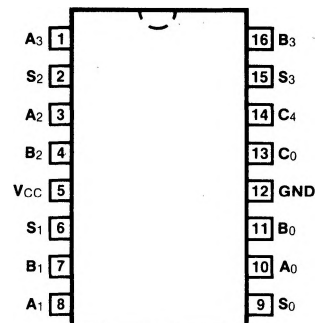 A3 1 16 B3
S2 2 15 S3
A2 3 14 C4
B2 4 13 C0
VCC 5 12 GND
S1 6 11 B0
B1 7 10 A0
A1 8 9 S0